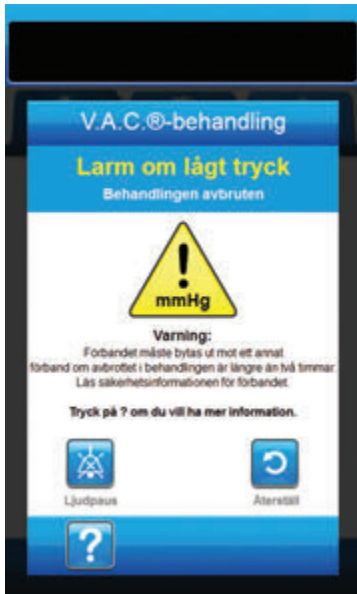 V.A.C.®-behandling
Larm om lågt tryck
Behandlingen avbruten
!
mmHg
Varning:
Förbandet måste bytas ut mot ett annat
förband om avbrottet i behandlingen är längre än två timmar.
Läs säkerhetsinformationen för förbandet.
Tryck på ? om du vill ha mer information.
Ljudpaus
Återställ
?